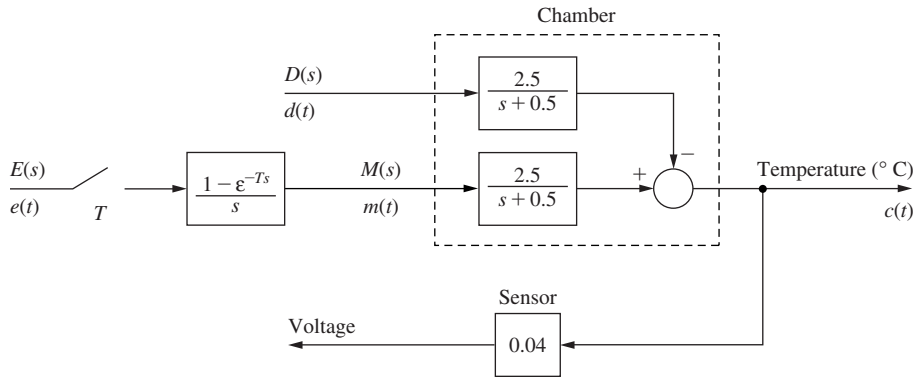 Chamber
D(s)
d(t)
2.5
s + 0.5
−
E(s)
e(t)
T
1 − ε^{−Ts}
s
M(s)
m(t)
2.5
s + 0.5
+
Temperature (° C)
c(t)
Sensor
Voltage
0.04